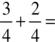 3/4 + 2/4 =